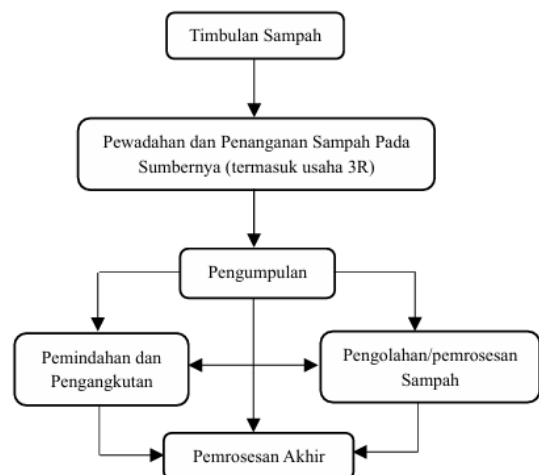 Timbulan Sampah
Pewadahan dan Penanganan Sampah Pada
Sumbernya (termasuk usaha 3R)
Pengumpulan
Pemindahan dan
Pengangkutan
Pengolahan/pemrosesan
Sampah
Pemrosesan Akhir